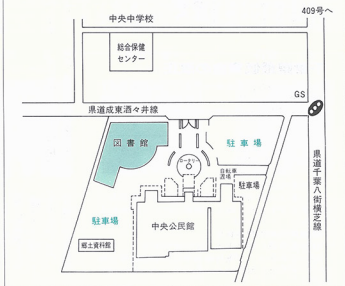 409号へ
中央中学校
総合保健
センター
GS
県道成東酒々井線
図書館
駐車場
ロータリー
自転車
置場
駐車場
県道千葉八街横芝線
駐車場
中央公民館
郷土資料館